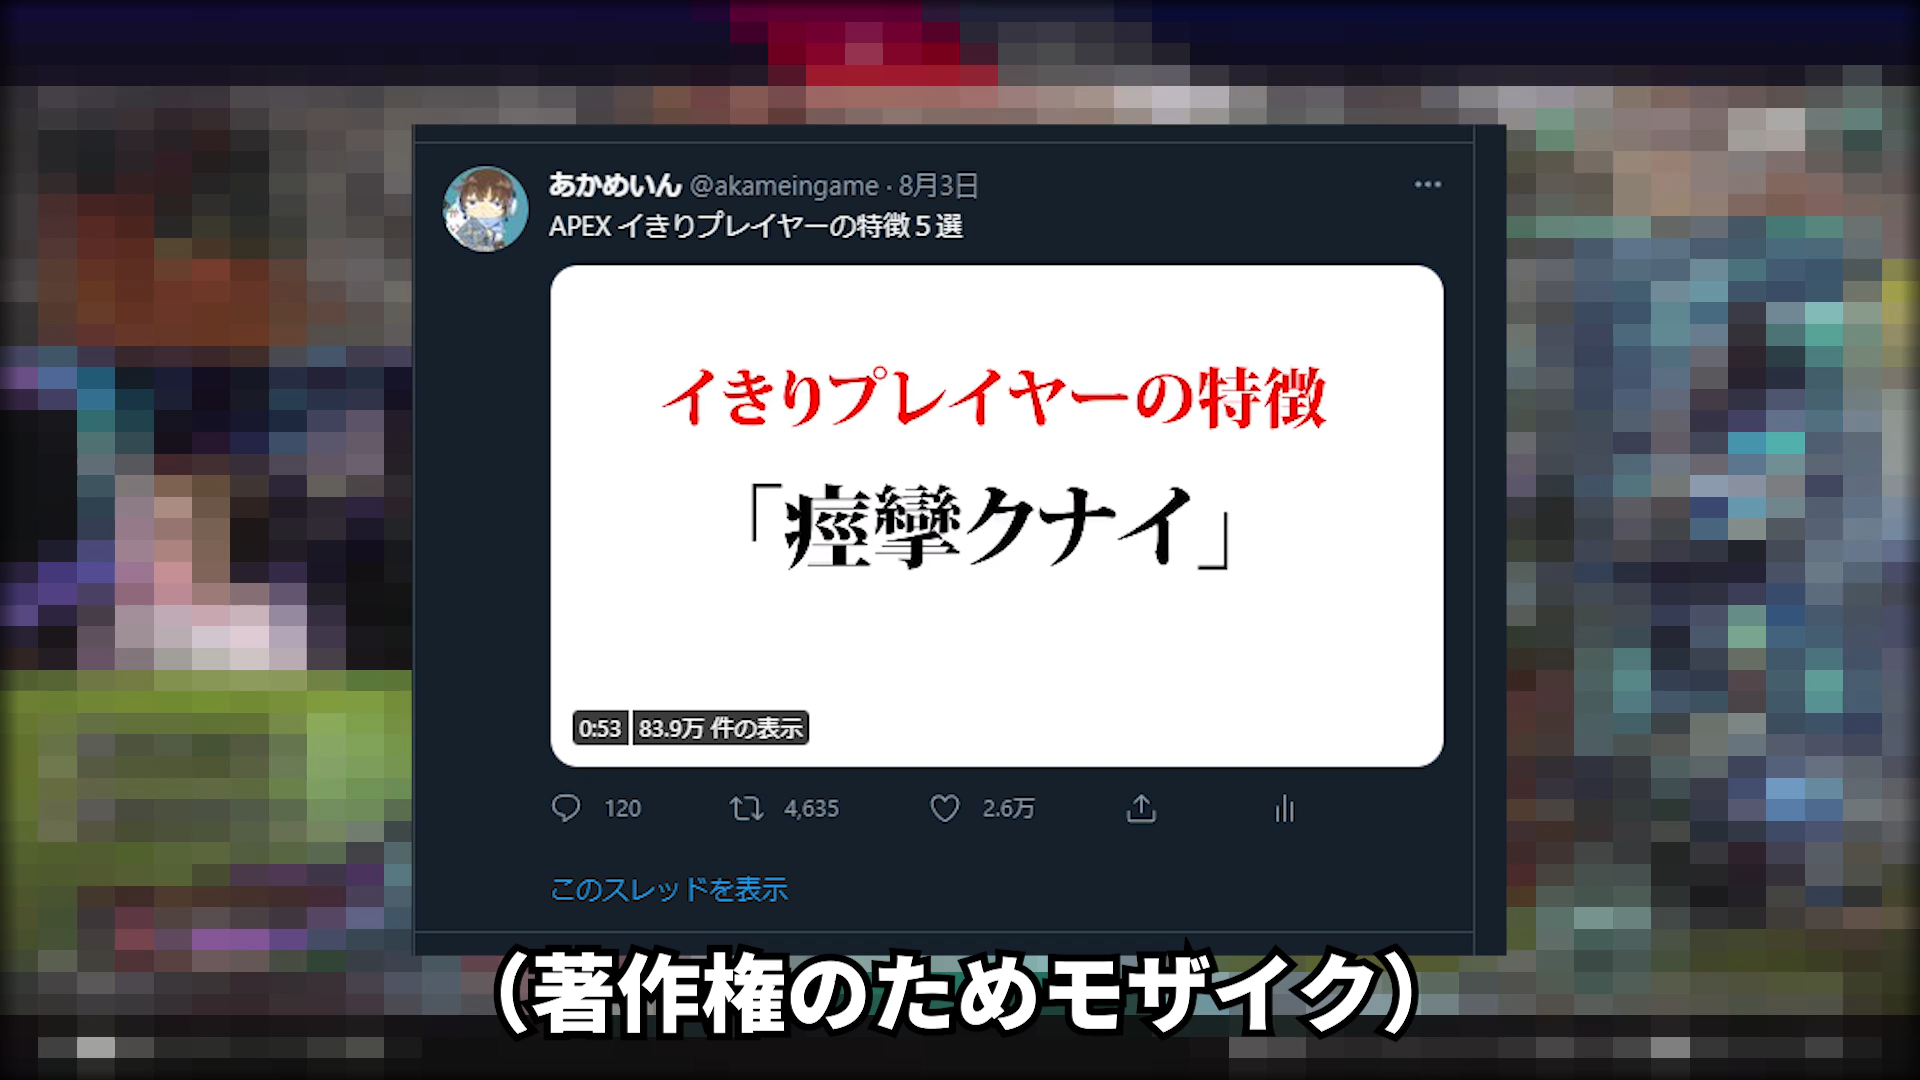 あかめいん @akameingame · 8月3日
APEX イきりプレイヤーの特徴５選
イきりプレイヤーの特徴
「痙攣クナイ」
0:53 83.9万 件の表示
120 4,635 2.6万
このスレッドを表示
（著作権のためモザイク）